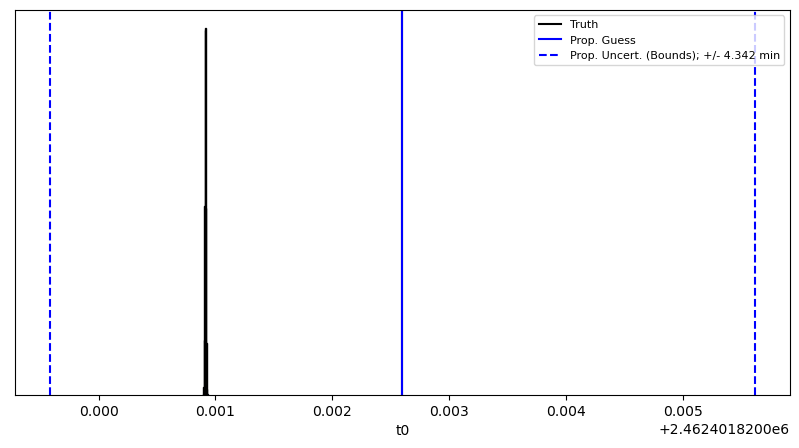 Truth
Prop. Guess
Prop. Uncert. (Bounds); +/- 4.342 min
0.000 0.001 0.002 0.003 0.004 0.005
t0
+2.4624018200e6